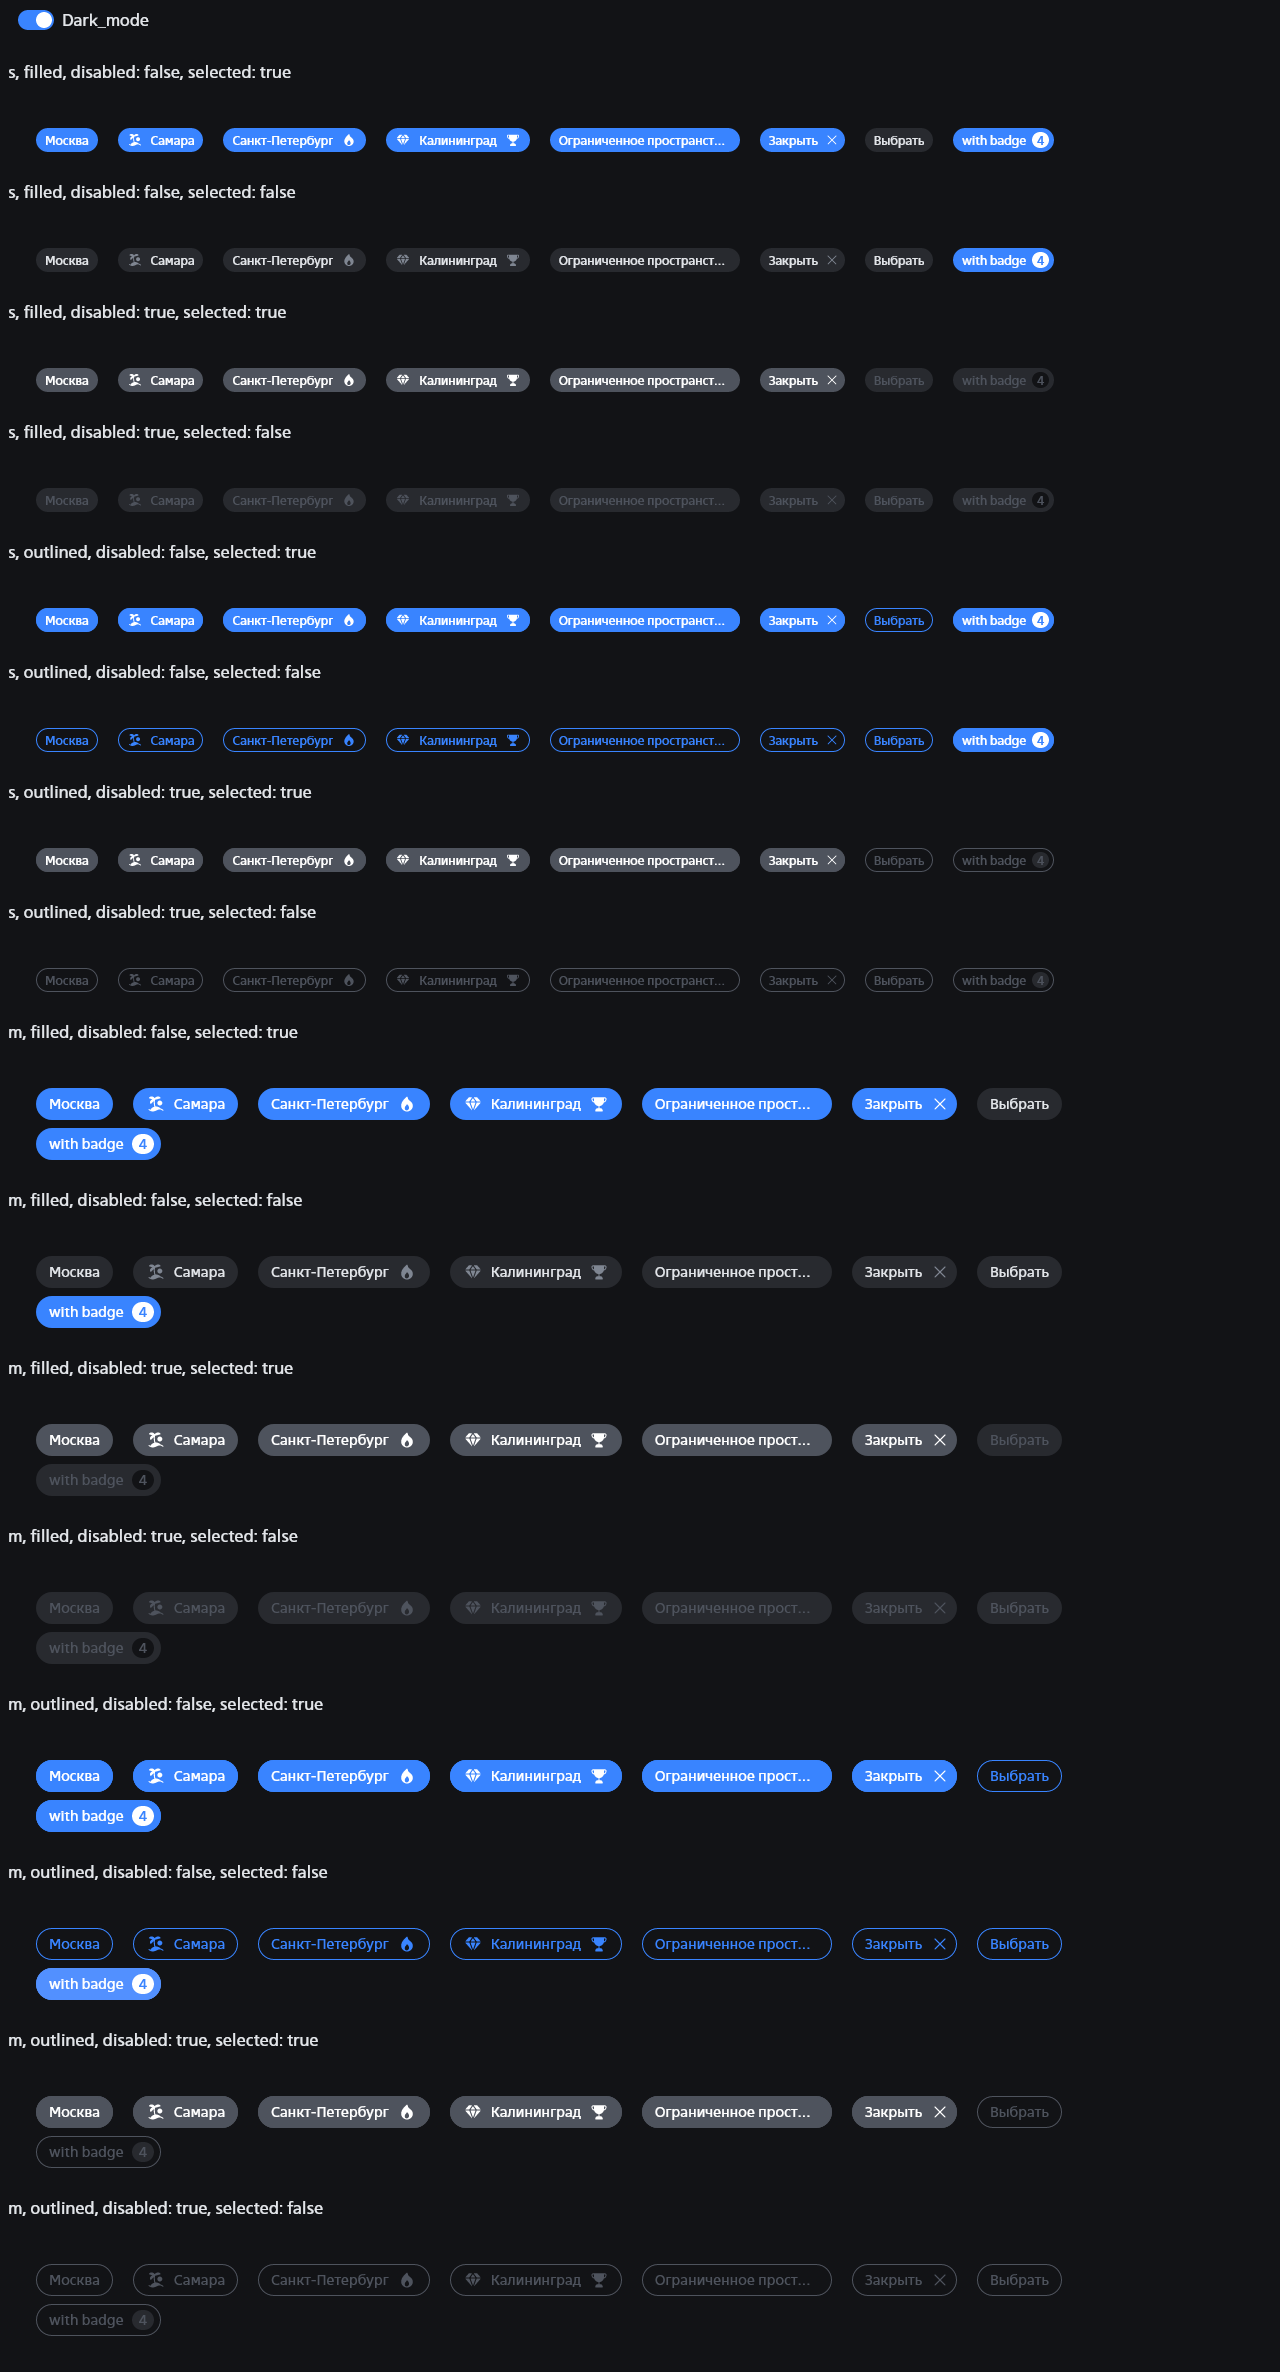 Dark_mode
s, filled, disabled: false, selected: true
Москва Самара Санкт-Петербург Калининград Ограниченное пространст... Закрыть Выбрать with badge 4
s, filled, disabled: false, selected: false
Москва Самара Санкт-Петербург Калининград Ограниченное пространст... Закрыть Выбрать with badge 4
s, filled, disabled: true, selected: true
Москва Самара Санкт-Петербург Калининград Ограниченное пространст... Закрыть Выбрать with badge 4
s, filled, disabled: true, selected: false
Москва Самара Санкт-Петербург Калининград Ограниченное пространст... Закрыть Выбрать with badge 4
s, outlined, disabled: false, selected: true
Москва Самара Санкт-Петербург Калининград Ограниченное пространст... Закрыть Выбрать with badge 4
s, outlined, disabled: false, selected: false
Москва Самара Санкт-Петербург Калининград Ограниченное пространст... Закрыть Выбрать with badge 4
s, outlined, disabled: true, selected: true
Москва Самара Санкт-Петербург Калининград Ограниченное пространст... Закрыть Выбрать with badge 4
s, outlined, disabled: true, selected: false
Москва Самара Санкт-Петербург Калининград Ограниченное пространст... Закрыть Выбрать with badge 4
m, filled, disabled: false, selected: true
Москва Самара Санкт-Петербург Калининград Ограниченное прост... Закрыть Выбрать
with badge 4
m, filled, disabled: false, selected: false
Москва Самара Санкт-Петербург Калининград Ограниченное прост... Закрыть Выбрать
with badge 4
m, filled, disabled: true, selected: true
Москва Самара Санкт-Петербург Калининград Ограниченное прост... Закрыть Выбрать
with badge 4
m, filled, disabled: true, selected: false
Москва Самара Санкт-Петербург Калининград Ограниченное прост... Закрыть Выбрать
with badge 4
m, outlined, disabled: false, selected: true
Москва Самара Санкт-Петербург Калининград Ограниченное прост... Закрыть Выбрать
with badge 4
m, outlined, disabled: false, selected: false
Москва Самара Санкт-Петербург Калининград Ограниченное прост... Закрыть Выбрать
with badge 4
m, outlined, disabled: true, selected: true
Москва Самара Санкт-Петербург Калининград Ограниченное прост... Закрыть Выбрать
with badge 4
m, outlined, disabled: true, selected: false
Москва Самара Санкт-Петербург Калининград Ограниченное прост... Закрыть Выбрать
with badge 4